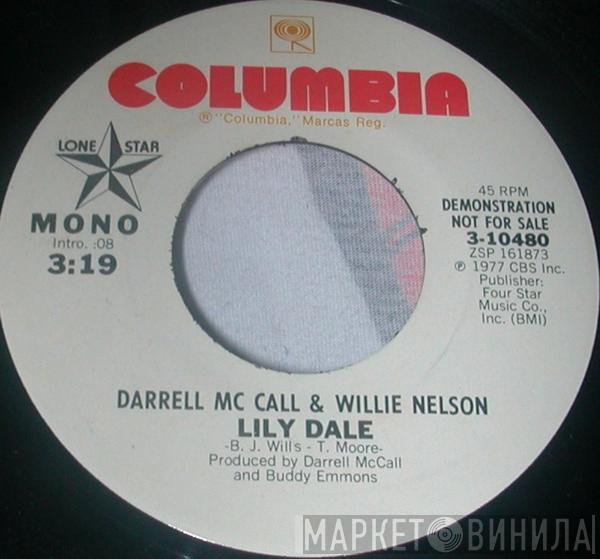 COLUMBIA
® "Columbia," Marcas Reg.
LONE STAR
MONO
Intro. :08
3:19
45 RPM
DEMONSTRATION
NOT FOR SALE
3-10480
ZSP 161873
℗ 1977 CBS Inc.
Publisher:
Four Star
Music Co.,
Inc. (BMI)
DARRELL MC CALL & WILLIE NELSON
LILY DALE
-B. J. Wills - T. Moore-
Produced by Darrell McCall
and Buddy Emmons
МАРКЕТ ВИНИЛА